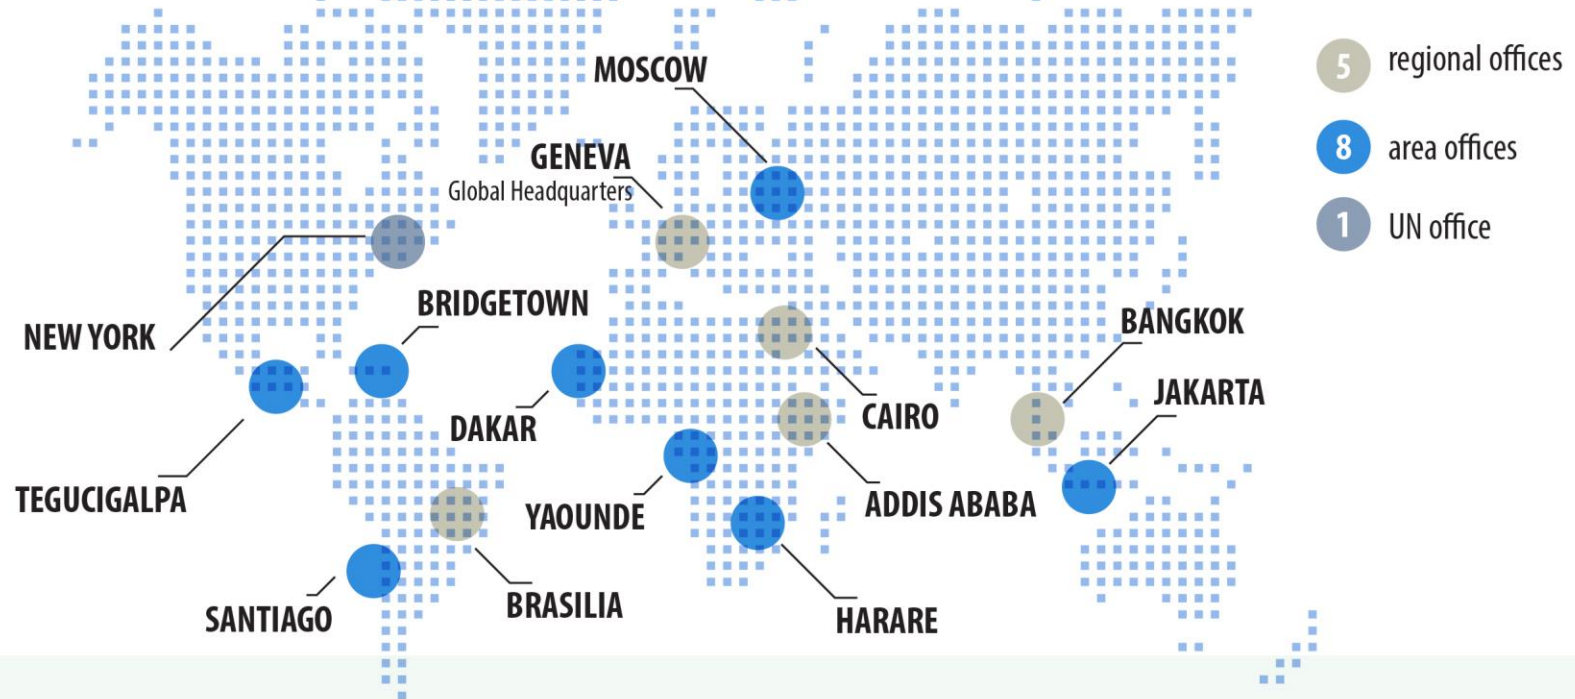 MOSCOW
5 regional offices
GENEVA
Global Headquarters
8 area offices
1 UN office
BRIDGETOWN
NEW YORK
BANGKOK
JAKARTA
CAIRO
DAKAR
TEGUCIGALPA
YAOUNDE
ADDIS ABABA
BRASILIA
SANTIAGO
HARARE